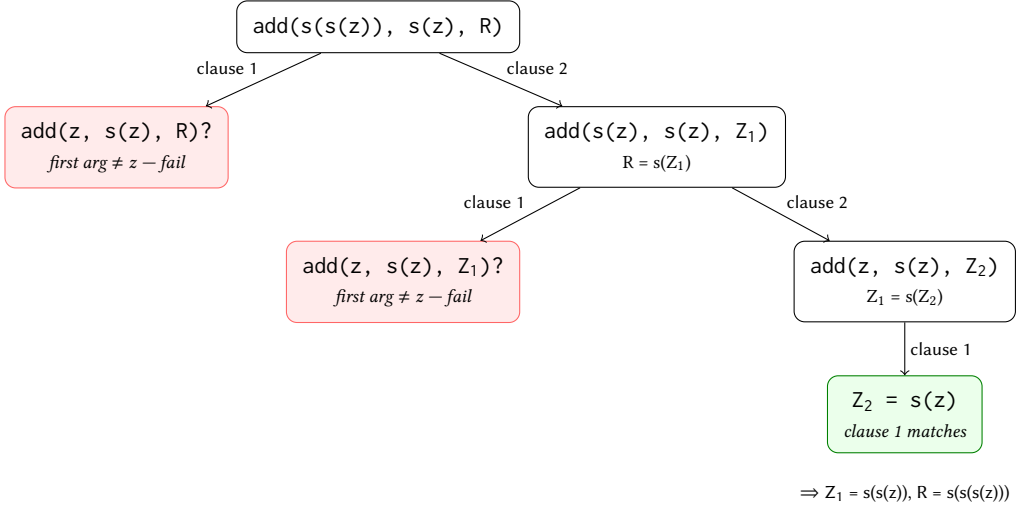 add(s(s(z)), s(z), R)
clause 1
clause 2
add(z, s(z), R)?
first arg ≠ z — fail
add(s(z), s(z), Z₁)
R = s(Z₁)
clause 1
clause 2
add(z, s(z), Z₁)?
first arg ≠ z — fail
add(z, s(z), Z₂)
Z₁ = s(Z₂)
clause 1
Z₂ = s(z)
clause 1 matches
⇒ Z₁ = s(s(z)), R = s(s(s(z)))